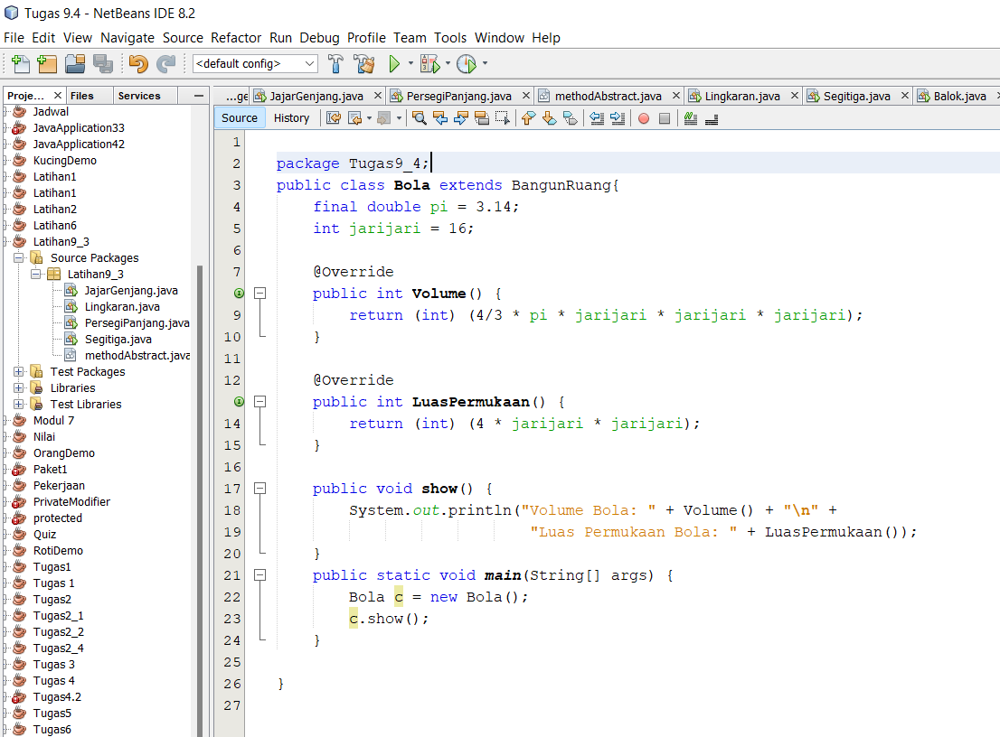 Tugas 9.4 - NetBeans IDE 8.2
File Edit View Navigate Source Refactor Run Debug Profile Team Tools Window Help
<default config>
Proje... Files Services
...ge JajarGenjang.java PersegiPanjang.java methodAbstract.java Lingkaran.java Segitiga.java Balok.java
Source History
Jadwal
JavaApplication33
JavaApplication42
KucingDemo
Latihan1
Latihan1
Latihan2
Latihan6
Latihan9_3
Source Packages
Latihan9_3
JajarGenjang.java
Lingkaran.java
PersegiPanjang.java
Segitiga.java
methodAbstract.java
Test Packages
Libraries
Test Libraries
Modul 7
Nilai
OrangDemo
Paket1
Pekerjaan
PrivateModifier
protected
Quiz
RotiDemo
Tugas1
Tugas 1
Tugas2
Tugas2_1
Tugas2_2
Tugas2_4
Tugas 3
Tugas 4
Tugas4.2
Tugas5
Tugas6
1
2 package Tugas9_4;
3 public class Bola extends BangunRuang{
4 final double pi = 3.14;
5 int jarijari = 16;
6
7 @Override
public int Volume() {
9 return (int) (4/3 * pi * jarijari * jarijari * jarijari);
10 }
11
12 @Override
public int LuasPermukaan() {
14 return (int) (4 * jarijari * jarijari);
15 }
16
17 public void show() {
18 System.out.println("Volume Bola: " + Volume() + "\n" +
19 "Luas Permukaan Bola: " + LuasPermukaan());
20 }
21 public static void main(String[] args) {
22 Bola c = new Bola();
23 c.show();
24 }
25
26 }
27